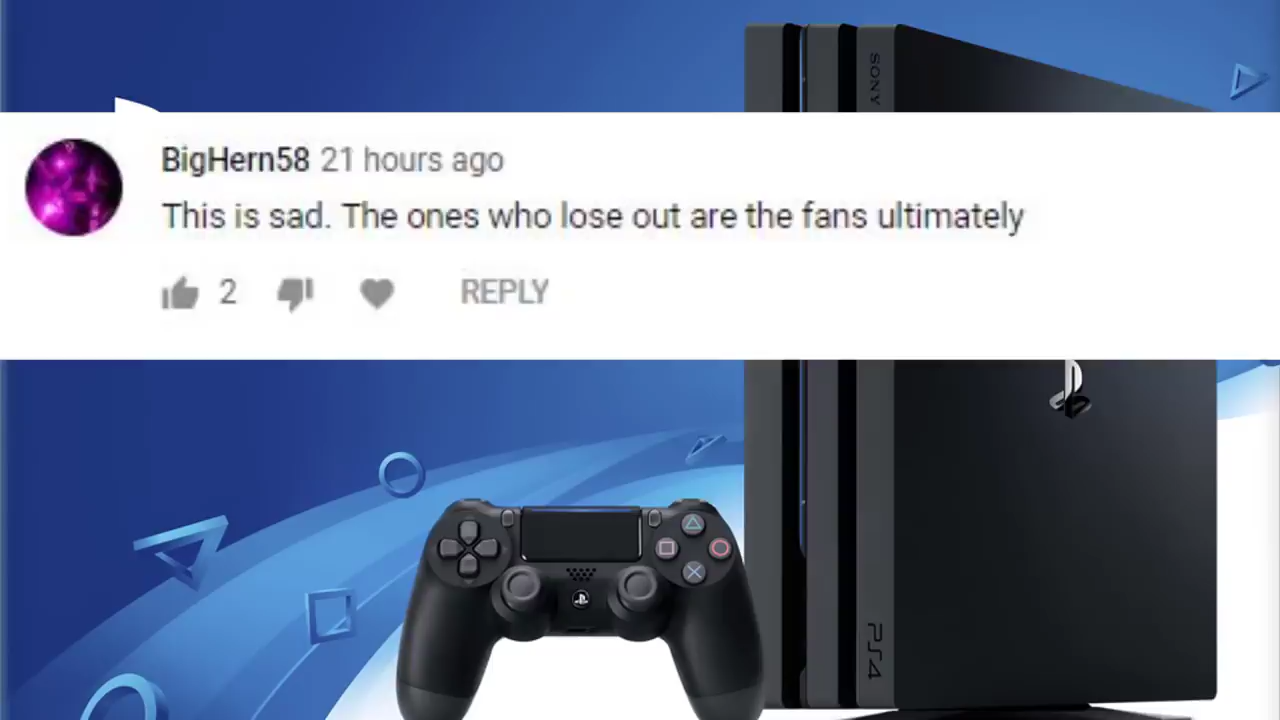 SONY
BigHern58 21 hours ago
This is sad. The ones who lose out are the fans ultimately
2
REPLY
PS4